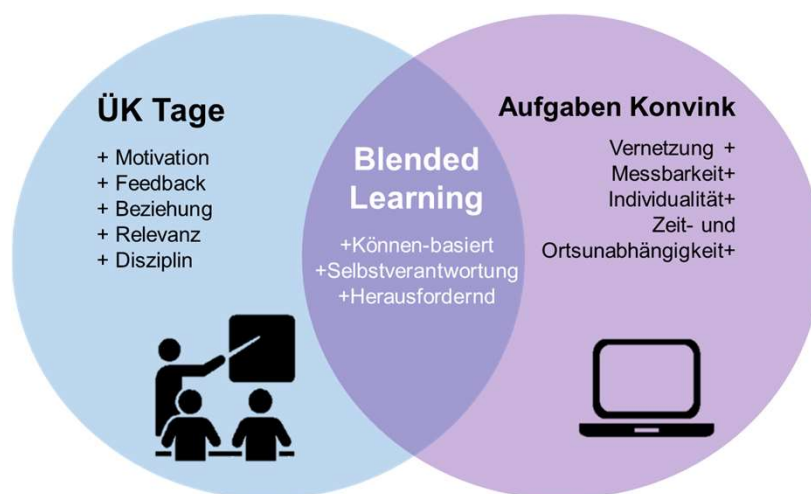 ÜK Tage
+ Motivation
+ Feedback
+ Beziehung
+ Relevanz
+ Disziplin
Blended
Learning
+Können-basiert
+Selbstverantwortung
+Herausfordernd
Aufgaben Konvink
Vernetzung +
Messbarkeit+
Individualität+
Zeit- und
Ortsunabhängigkeit+